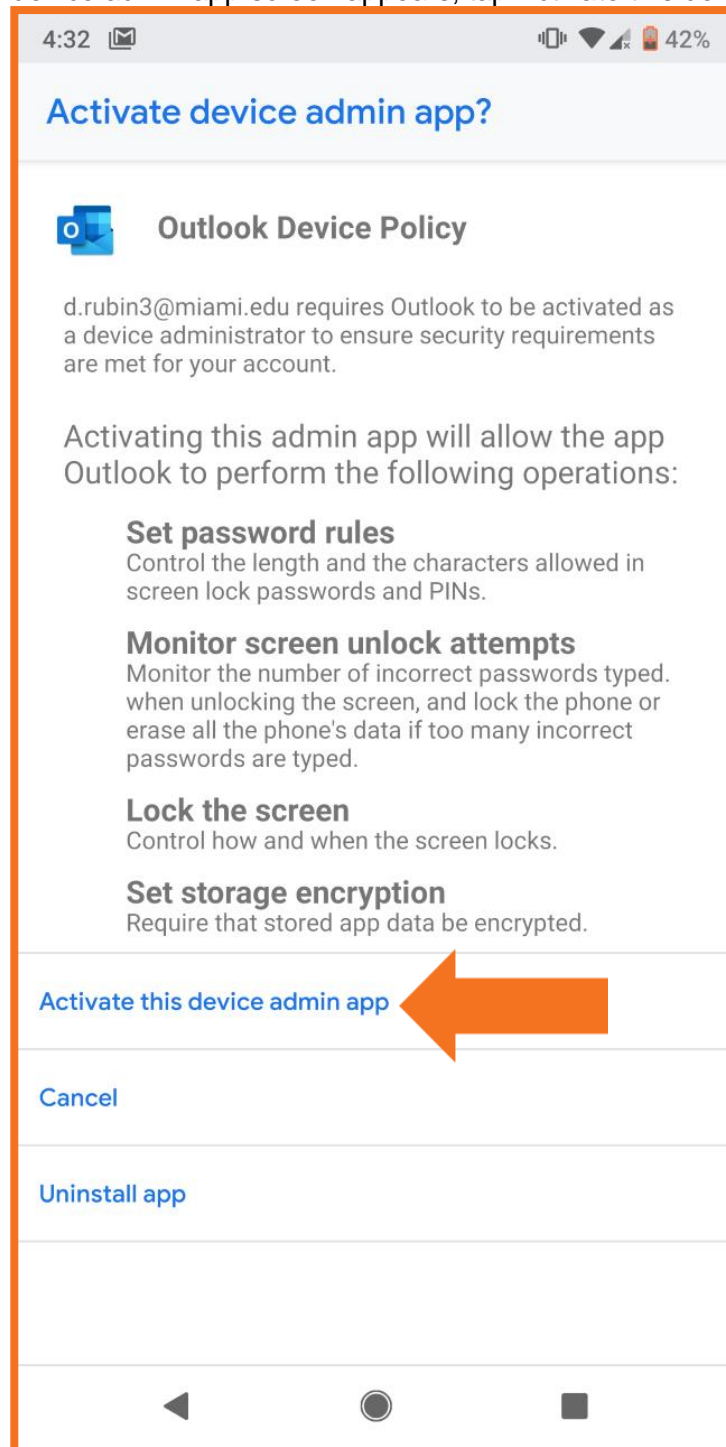 4:32
42%
Activate device admin app?
Outlook Device Policy
d.rubin3@miami.edu requires Outlook to be activated as
a device administrator to ensure security requirements
are met for your account.
Activating this admin app will allow the app
Outlook to perform the following operations:
Set password rules
Control the length and the characters allowed in
screen lock passwords and PINs.
Monitor screen unlock attempts
Monitor the number of incorrect passwords typed.
when unlocking the screen, and lock the phone or
erase all the phone's data if too many incorrect
passwords are typed.
Lock the screen
Control how and when the screen locks.
Set storage encryption
Require that stored app data be encrypted.
Activate this device admin app
Cancel
Uninstall app